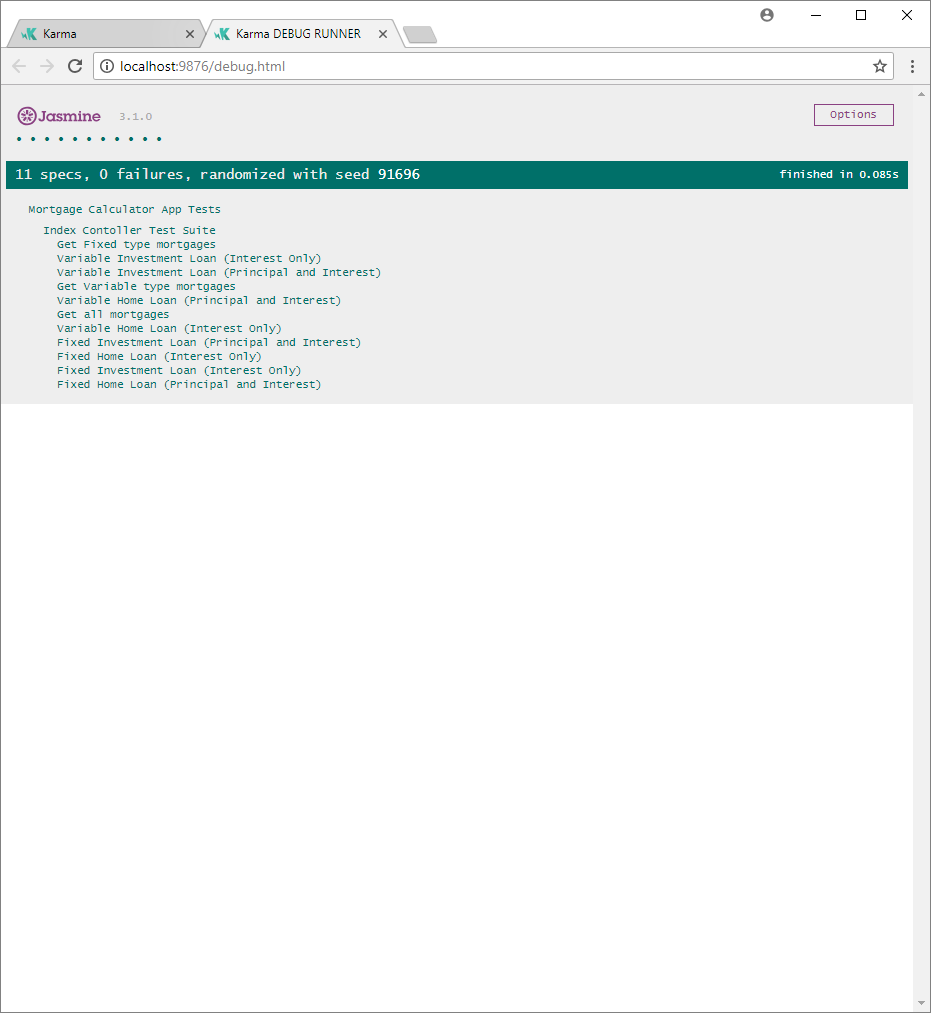 Karma
Karma DEBUG RUNNER
localhost:9876/debug.html
Jasmine 3.1.0
Options
11 specs, 0 failures, randomized with seed 91696
finished in 0.085s
Mortgage Calculator App Tests
Index Contoller Test Suite
Get Fixed type mortgages
Variable Investment Loan (Interest Only)
Variable Investment Loan (Principal and Interest)
Get Variable type mortgages
Variable Home Loan (Principal and Interest)
Get all mortgages
Variable Home Loan (Interest Only)
Fixed Investment Loan (Principal and Interest)
Fixed Home Loan (Interest Only)
Fixed Investment Loan (Interest Only)
Fixed Home Loan (Principal and Interest)